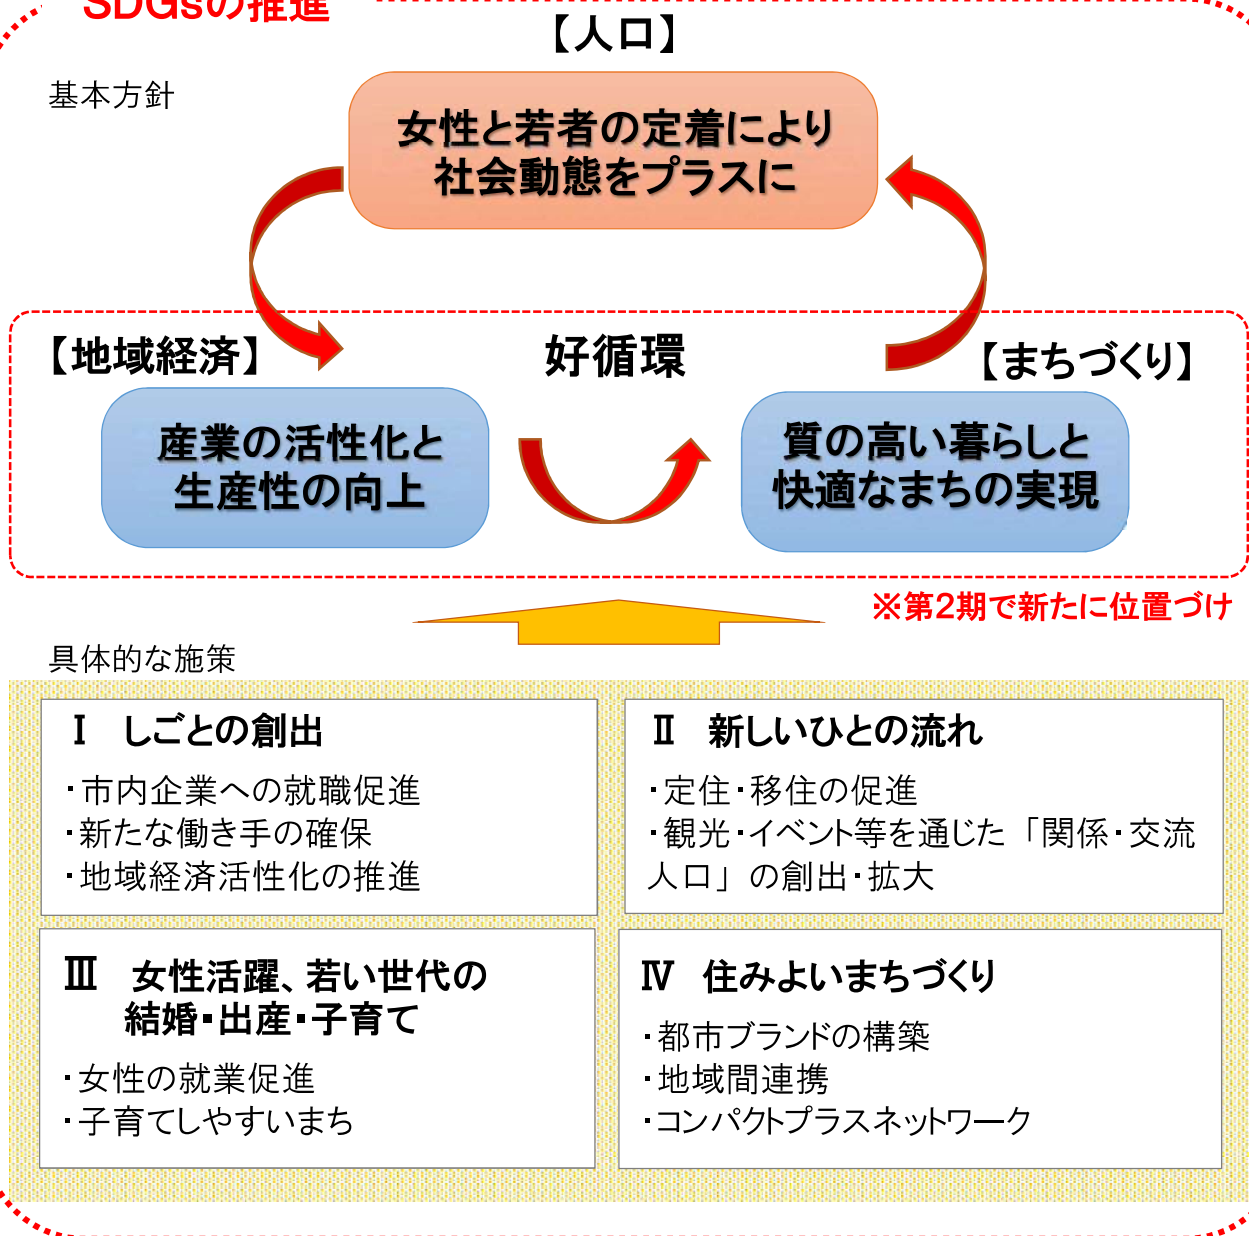 SDGsの推進
【人口】
基本方針
女性と若者の定着により
社会動態をプラスに
【地域経済】
好循環
【まちづくり】
産業の活性化と
生産性の向上
質の高い暮らしと
快適なまちの実現
※第2期で新たに位置づけ
具体的な施策
Ⅰ しごとの創出
・市内企業への就職促進
・新たな働き手の確保
・地域経済活性化の推進
Ⅱ 新しいひとの流れ
・定住・移住の促進
・観光・イベント等を通じた「関係・交流
人口」の創出・拡大
Ⅲ 女性活躍、若い世代の
結婚・出産・子育て
・女性の就業促進
・子育てしやすいまち
Ⅳ 住みよいまちづくり
・都市ブランドの構築
・地域間連携
・コンパクトプラスネットワーク